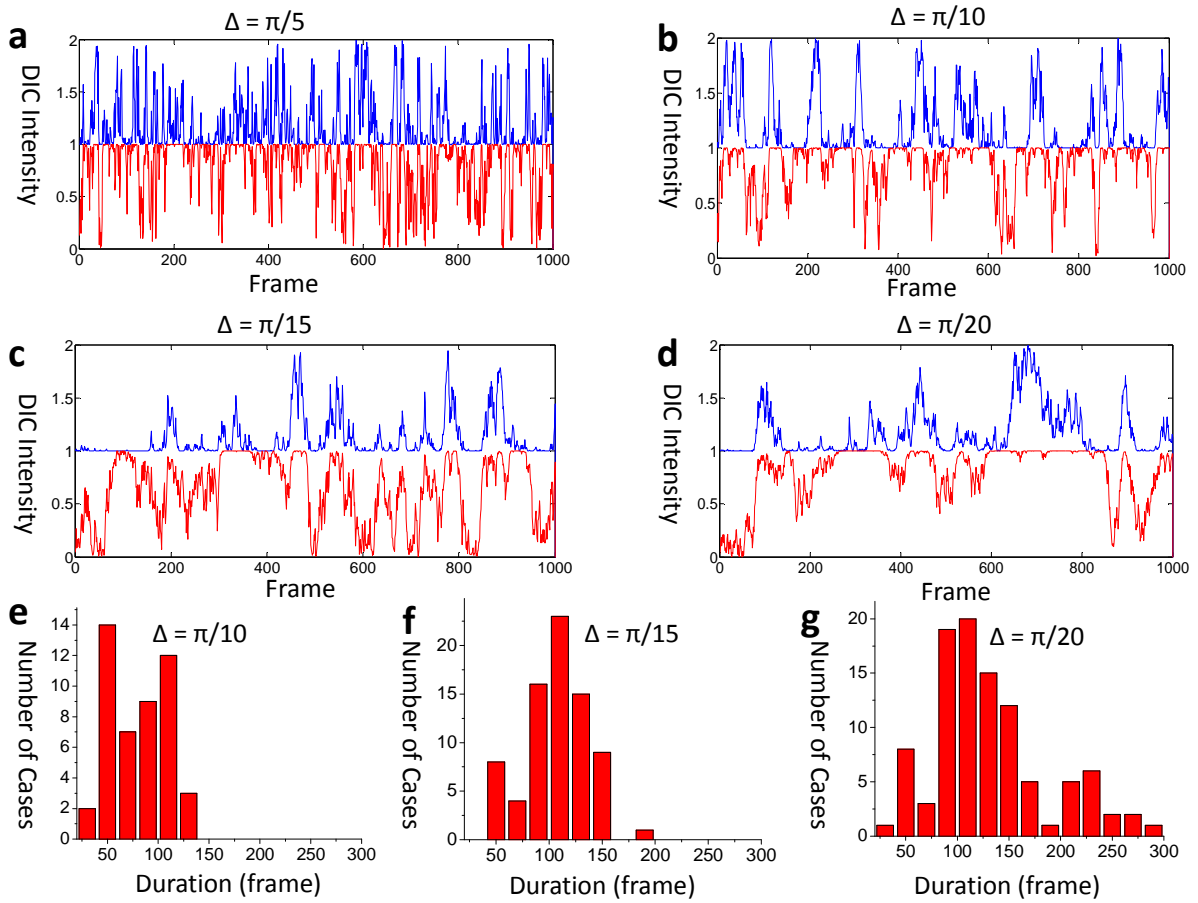 a
Δ = π/5
DIC Intensity
2
1.5
1
0.5
0
0 200 400 600 800 1000
Frame
b
Δ = π/10
DIC Intensity
2
1.5
1
0.5
0
0 200 400 600 800 1000
Frame
c
Δ = π/15
DIC Intensity
2
1.5
1
0.5
0
0 200 400 600 800 1000
Frame
d
Δ = π/20
DIC Intensity
2
1.5
1
0.5
0
0 200 400 600 800 1000
Frame
e
Δ = π/10
Number of Cases
14
12
10
8
6
4
2
0
50 100 150 200 250 300
Duration (frame)
f
Δ = π/15
Number of Cases
20
15
10
5
0
50 100 150 200 250 300
Duration (frame)
g
Δ = π/20
Number of Cases
20
15
10
5
0
50 100 150 200 250 300
Duration (frame)